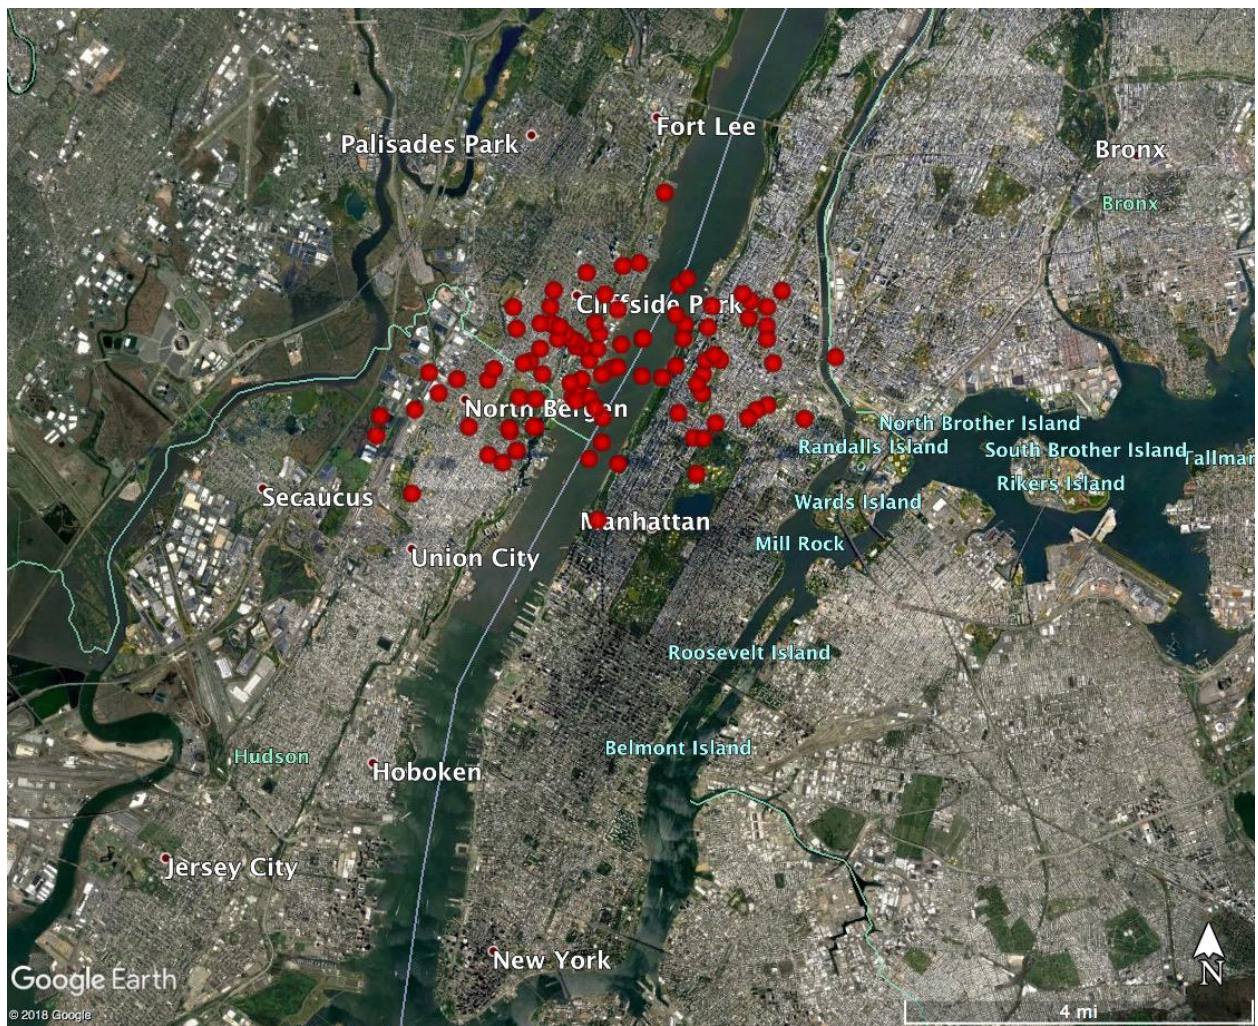 Fort Lee
Palisades Park
Bronx
Bronx
Cliffside Park
North Bergen
North Brother Island
Randalls Island
South Brother Island
Tallman
Rikers Island
Secaucus
Wards Island
Manhattan
Mill Rock
Union City
Roosevelt Island
Belmont Island
Hudson
Hoboken
Jersey City
New York
Google Earth
N
© 2018 Google
4 mi